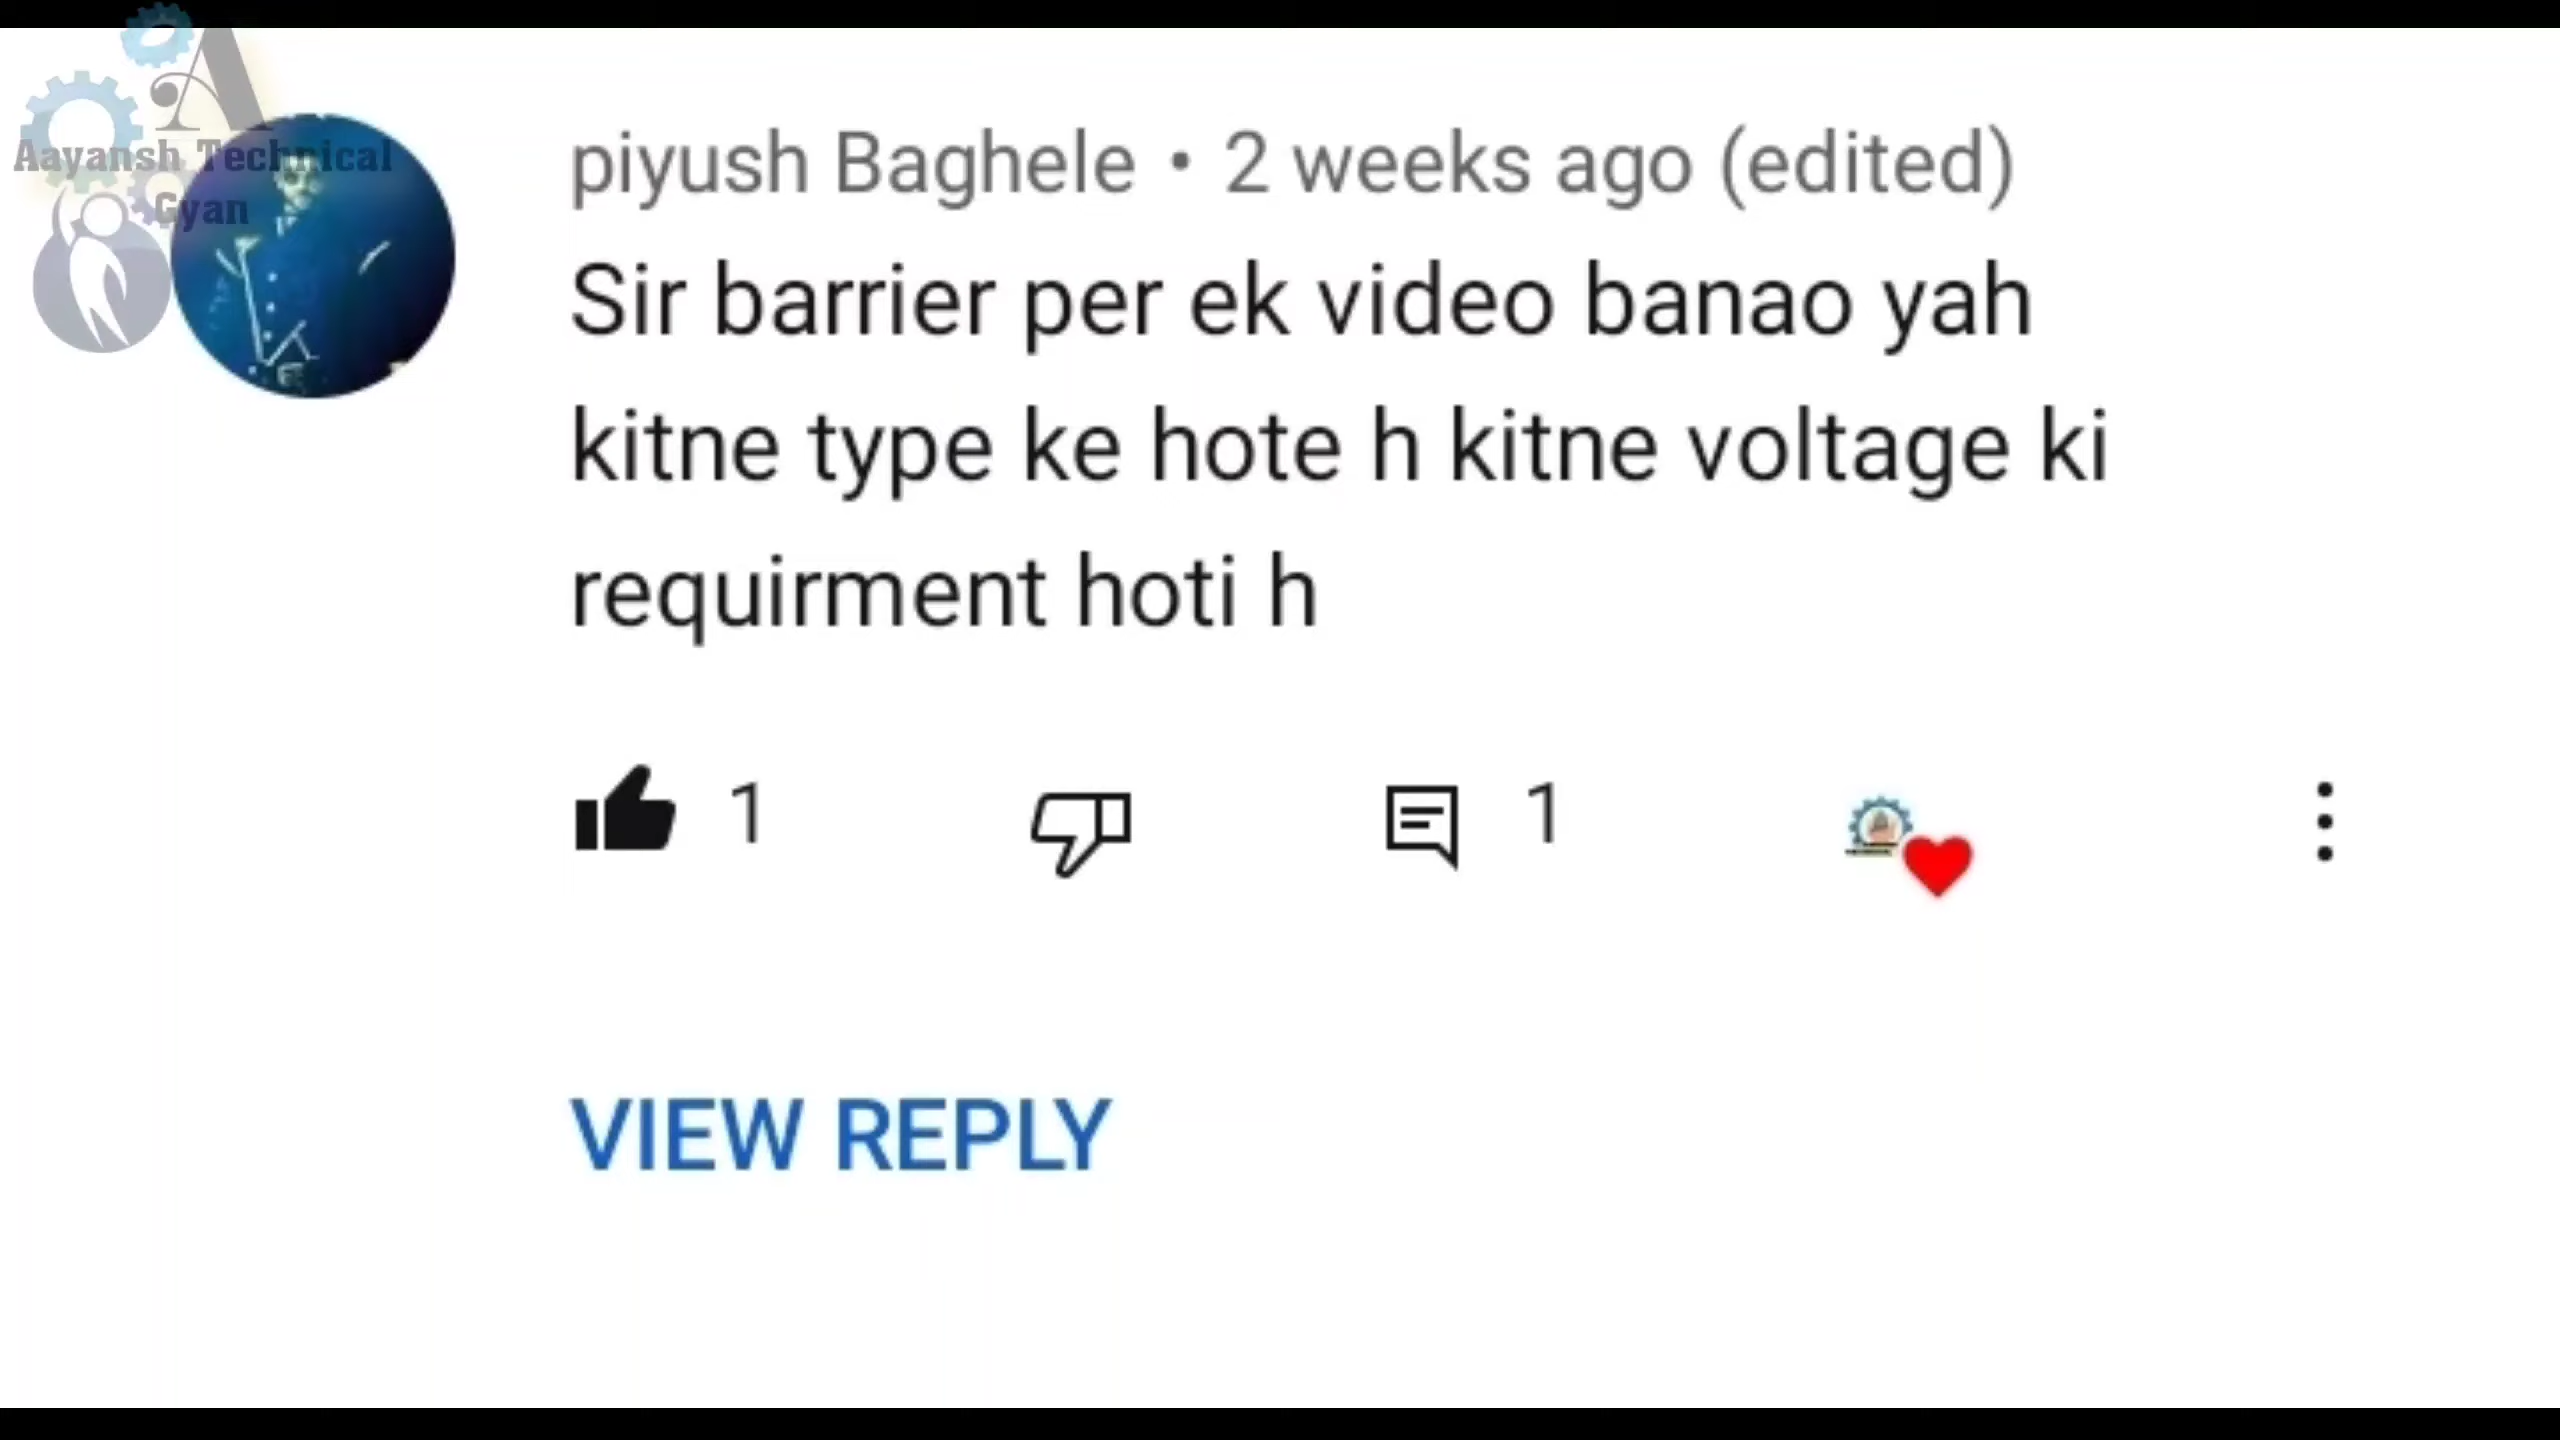 A
Aayansh Technical
Gyan
piyush Baghele • 2 weeks ago (edited)
Sir barrier per ek video banao yah
kitne type ke hote h kitne voltage ki
requirment hoti h
1 1
VIEW REPLY